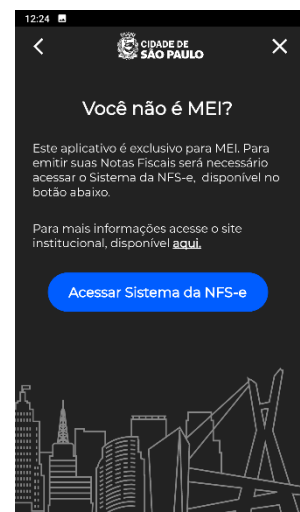 12:24
CIDADE DE
SÃO PAULO
Você não é MEI?
Este aplicativo é exclusivo para MEI. Para
emitir suas Notas Fiscais será necessário
acessar o Sistema da NFS-e, disponível no
botão abaixo.
Para mais informações acesse o site
institucional, disponível aqui.
Acessar Sistema da NFS-e